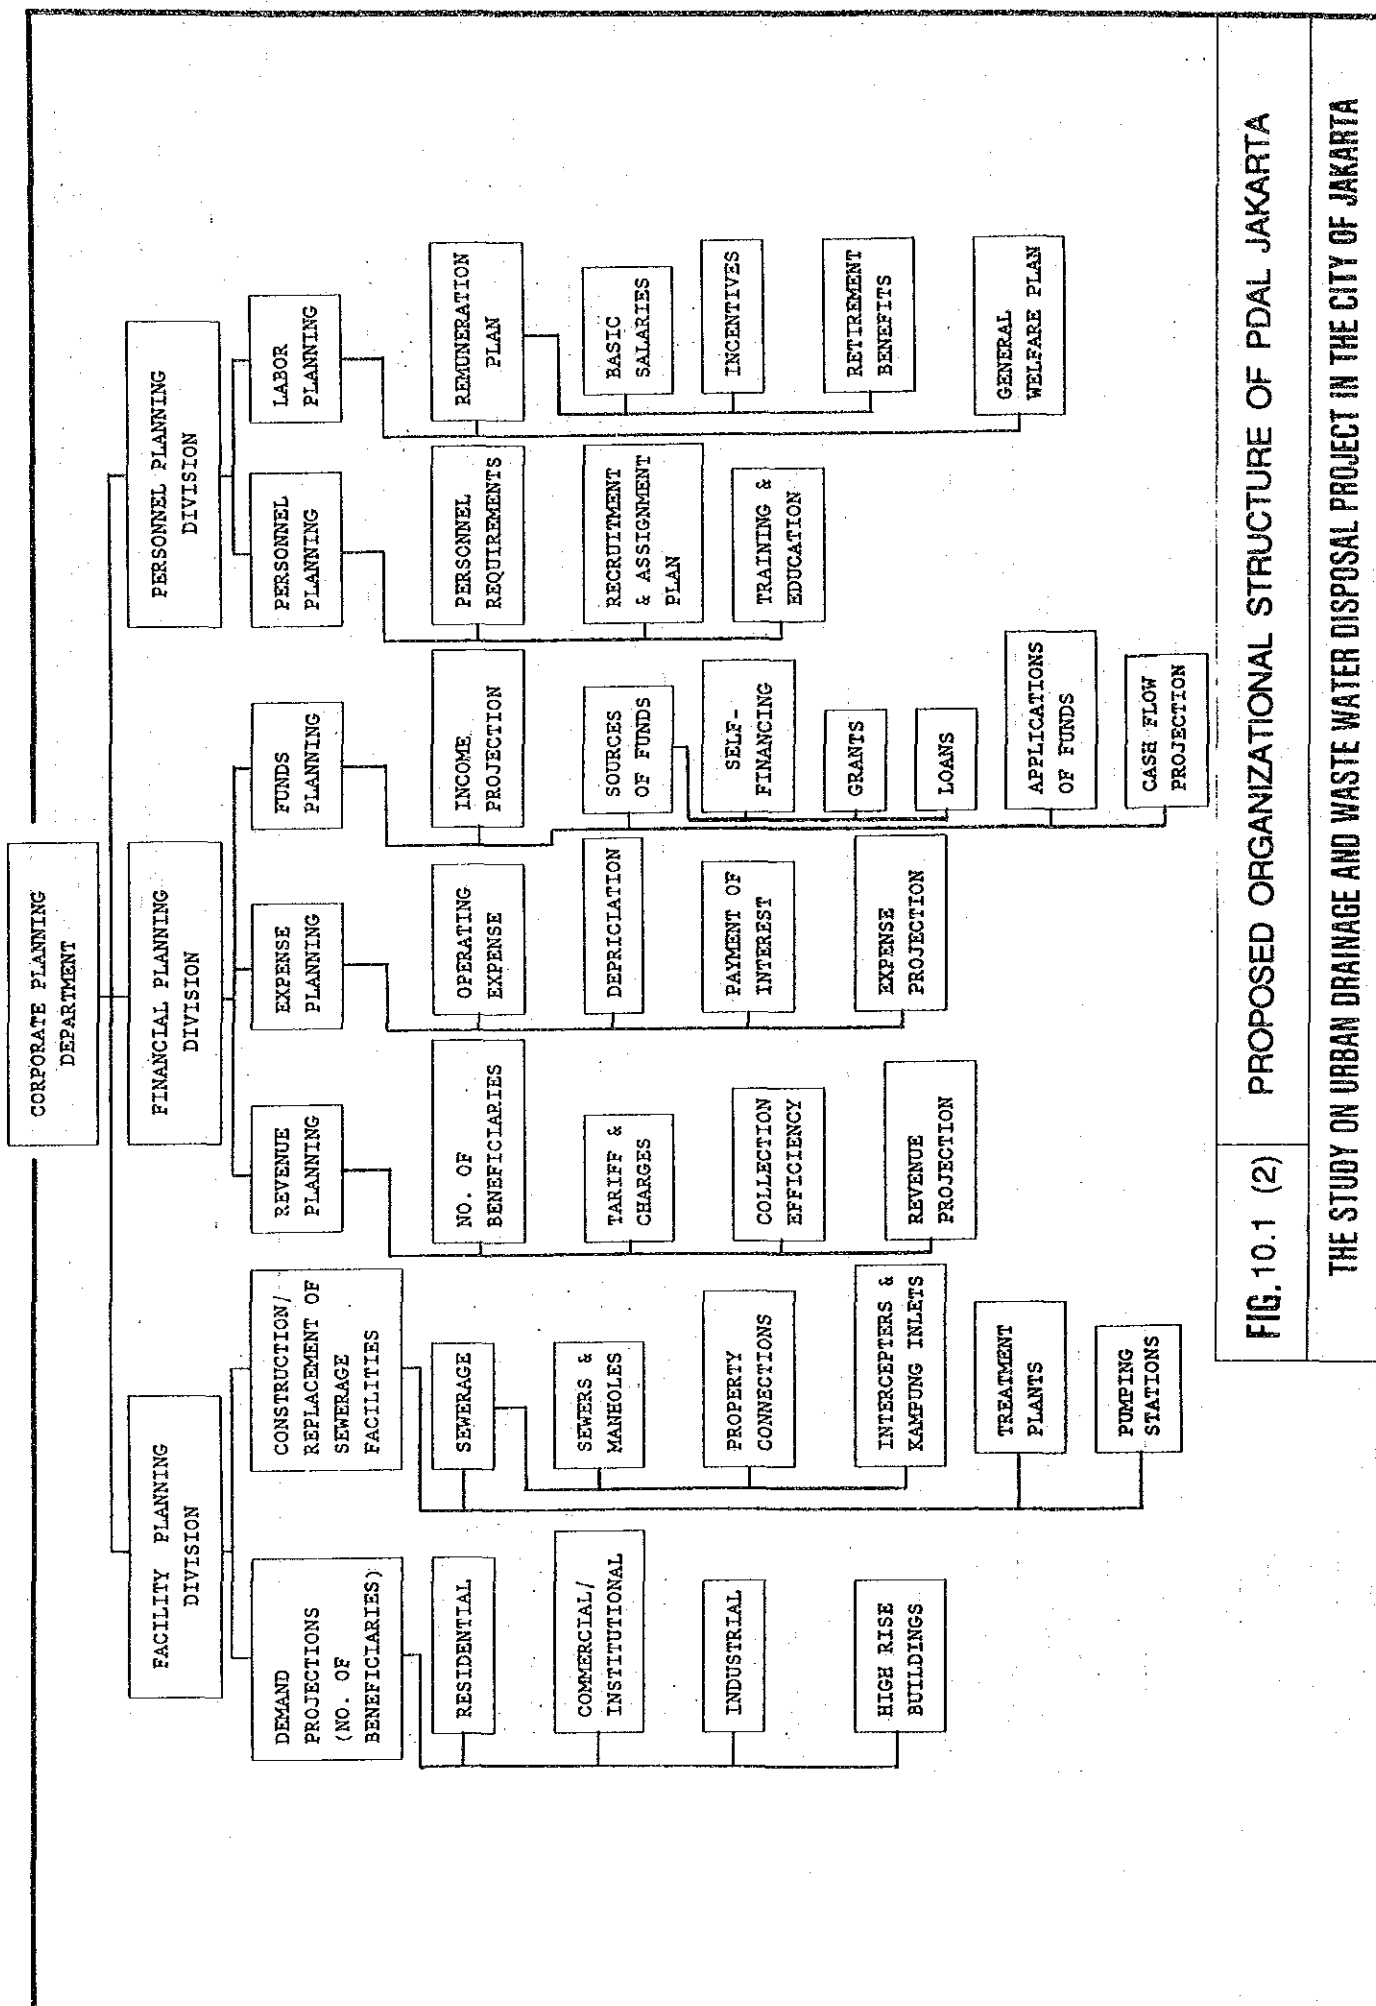 CORPORATE PLANNING
DEPARTMENT
FACILITY PLANNING
DIVISION
FINANCIAL PLANNING
DIVISION
PERSONNEL PLANNING
DIVISION
DEMAND
PROJECTIONS
(NO. OF
BENEFICIARIES)
CONSTRUCTION/
REPLACEMENT OF
SEWERAGE
FACILITIES
REVENUE
PLANNING
EXPENSE
PLANNING
FUNDS
PLANNING
PERSONNEL
PLANNING
LABOR
PLANNING
RESIDENTIAL
COMMERCIAL/
INSTITUTIONAL
INDUSTRIAL
HIGH RISE
BUILDINGS
SEWERAGE
SEWERS &
MANHOLES
PROPERTY
CONNECTIONS
INTERCEPTERS &
KAMPUNG INLETS
TREATMENT
PLANTS
PUMPING
STATIONS
NO. OF
BENEFICIARIES
TARIFF &
CHARGES
COLLECTION
EFFICIENCY
REVENUE
PROJECTION
OPERATING
EXPENSE
DEPRICIATION
PAYMENT OF
INTEREST
EXPENSE
PROJECTION
INCOME
PROJECTION
SOURCES
OF FUNDS
SELF-
FINANCING
GRANTS
LOANS
APPLICATIONS
OF FUNDS
CASH FLOW
PROJECTION
PERSONNEL
REQUIREMENTS
RECRUITMENT
& ASSIGNMENT
PLAN
TRAINING &
EDUCATION
REMUNERATION
PLAN
BASIC
SALARIES
INCENTIVES
RETIREMENT
BENEFITS
GENERAL
WELFARE PLAN
FIG. 10.1 (2) PROPOSED ORGANIZATIONAL STRUCTURE OF PDAL JAKARTA
THE STUDY ON URBAN DRAINAGE AND WASTE WATER DISPOSAL PROJECT IN THE CITY OF JAKARTA